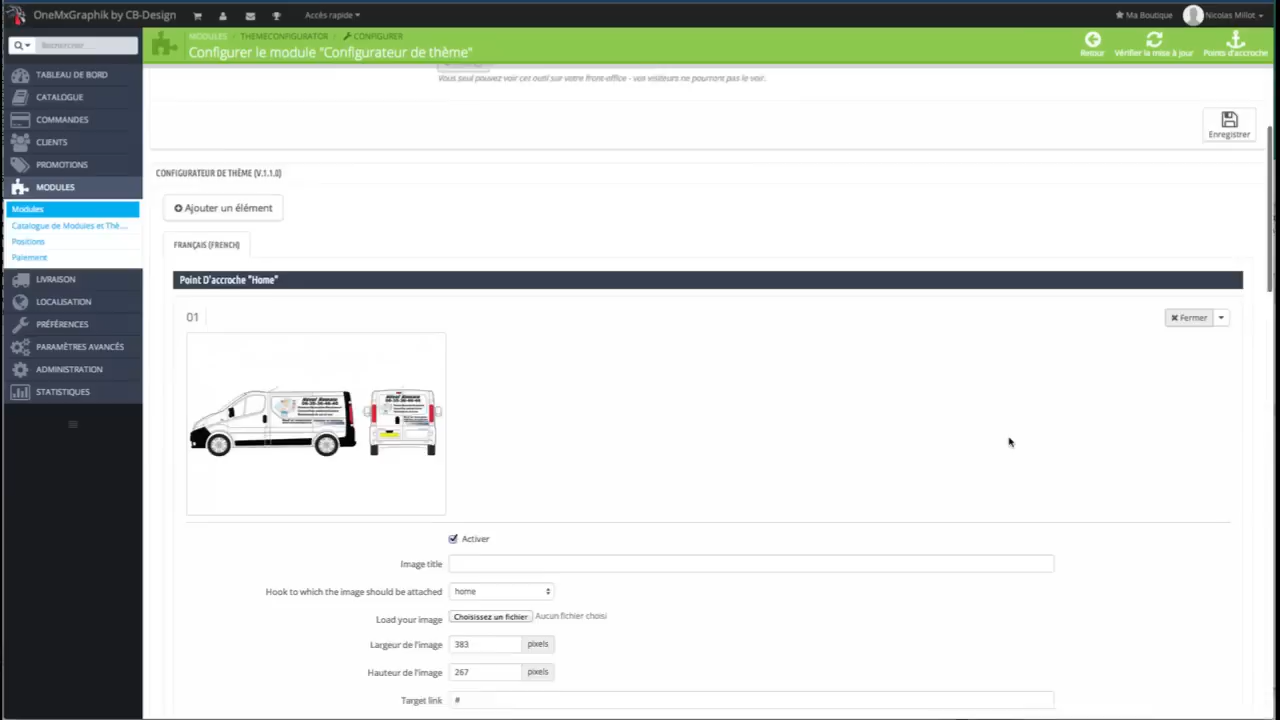 OneMxGraphik by CB-Design
Accès rapide
Ma Boutique
Nicolas Millot
Rechercher
MODULES / THEMECONFIGURATOR / CONFIGURER
Configurer le module "Configurateur de thème"
Retour
Vérifier la mise à jour
Points d'accroche
TABLEAU DE BORD
CATALOGUE
COMMANDES
CLIENTS
PROMOTIONS
MODULES
Modules
Catalogue de Modules et Thè....
Positions
Paiement
LIVRAISON
LOCALISATION
PRÉFÉRENCES
PARAMÈTRES AVANCÉS
ADMINISTRATION
STATISTIQUES
Vous seul pouvez voir cet outil sur votre front-office - vos visiteurs ne pourront pas le voir.
Enregistrer
CONFIGURATEUR DE THÈME (V.1.1.0)
Ajouter un élément
FRANÇAIS (FRENCH)
Point D'accroche "Home"
01
Fermer
Activer
Image title
Hook to which the image should be attached
home
Load your image
Choisissez un fichier
Aucun fichier choisi
Largeur de l'image
383
pixels
Hauteur de l'image
267
pixels
Target link
#